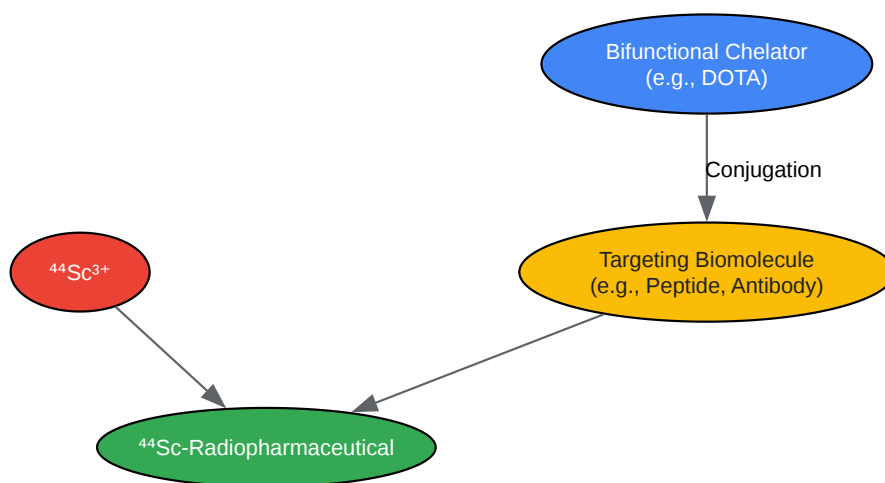 Bifunctional Chelator
(e.g., DOTA)
Conjugation
Targeting Biomolecule
(e.g., Peptide, Antibody)
⁴⁴Sc³⁺
⁴⁴Sc-Radiopharmaceutical